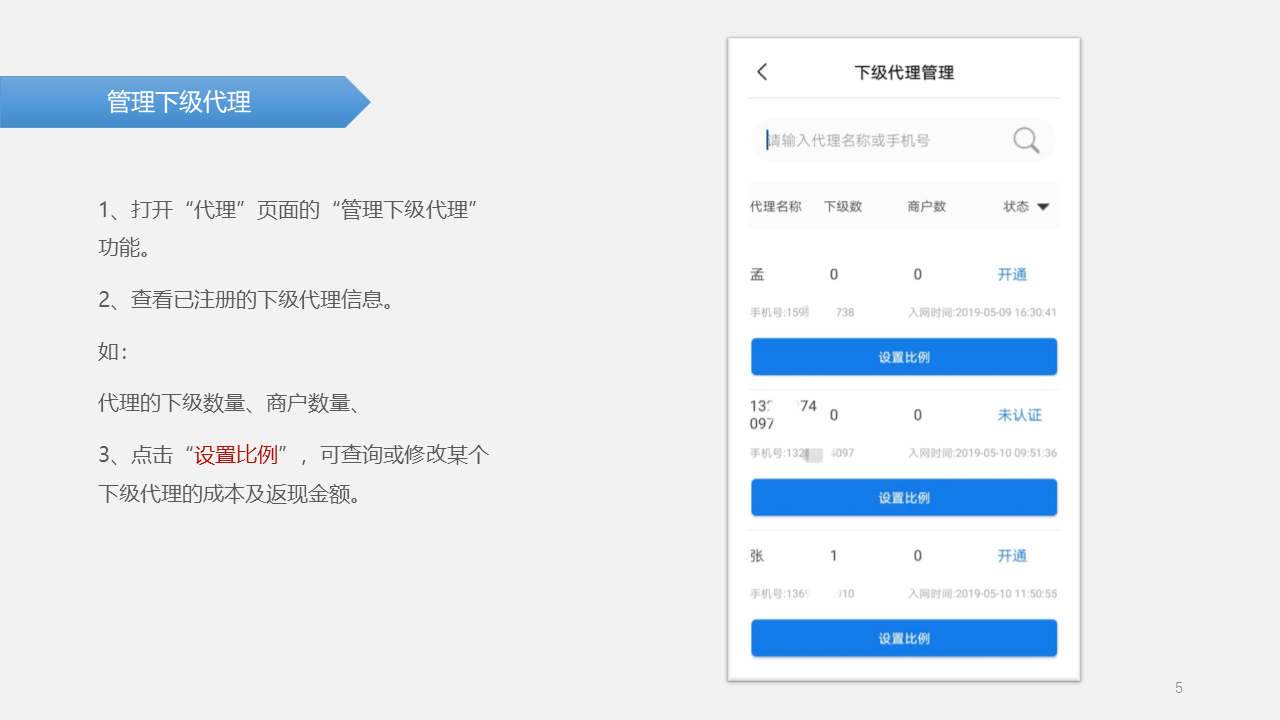 管理下级代理
1、打开“代理”页面的“管理下级代理”
功能。
2、查看已注册的下级代理信息。
如：
代理的下级数量、商户数量、
3、点击“设置比例”，可查询或修改某个
下级代理的成本及返现金额。
下级代理管理
请输入代理名称或手机号
代理名称 下级数 商户数 状态
孟 0 0 开通
手机号:159 738 入网时间:2019-05-09 16:30:41
设置比例
132 74
097 0 0 未认证
手机号:132 4097 入网时间:2019-05-10 09:51:36
设置比例
张 1 0 开通
手机号:136 910 入网时间:2019-05-10 11:50:55
设置比例
5